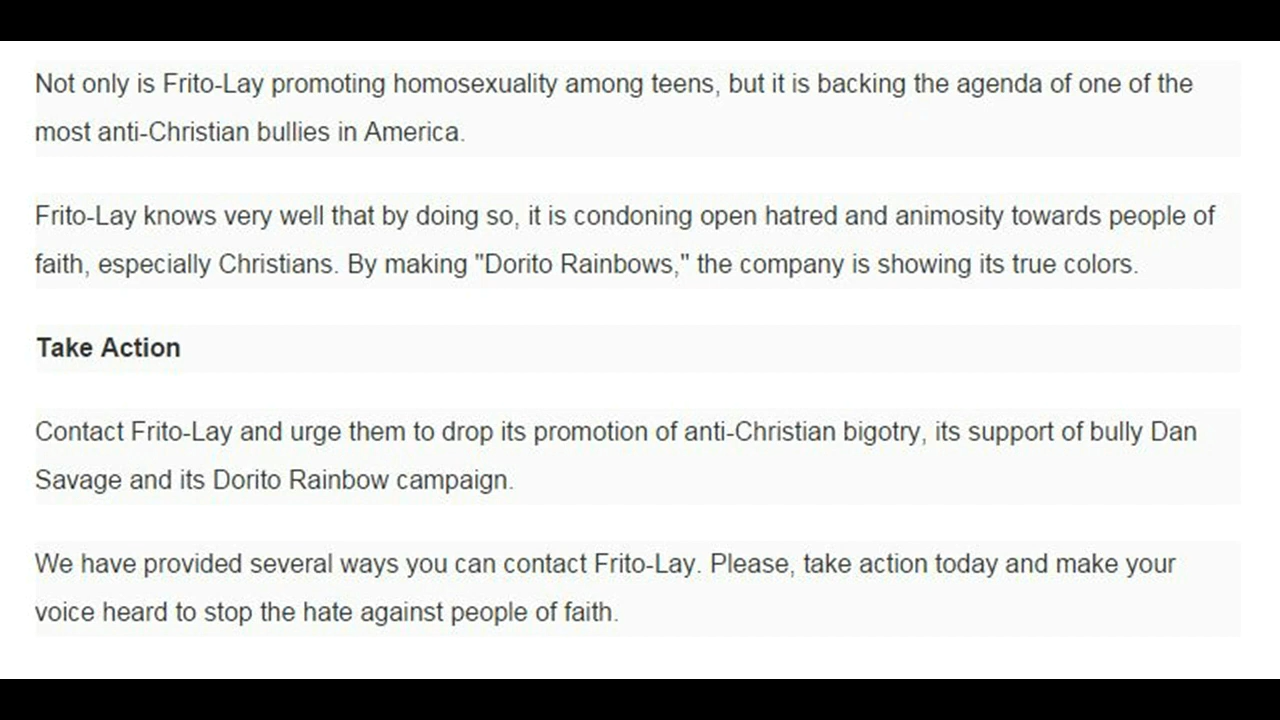 Not only is Frito-Lay promoting homosexuality among teens, but it is backing the agenda of one of the
most anti-Christian bullies in America.
Frito-Lay knows very well that by doing so, it is condoning open hatred and animosity towards people of
faith, especially Christians. By making "Dorito Rainbows," the company is showing its true colors.
Take Action
Contact Frito-Lay and urge them to drop its promotion of anti-Christian bigotry, its support of bully Dan
Savage and its Dorito Rainbow campaign.
We have provided several ways you can contact Frito-Lay. Please, take action today and make your
voice heard to stop the hate against people of faith.